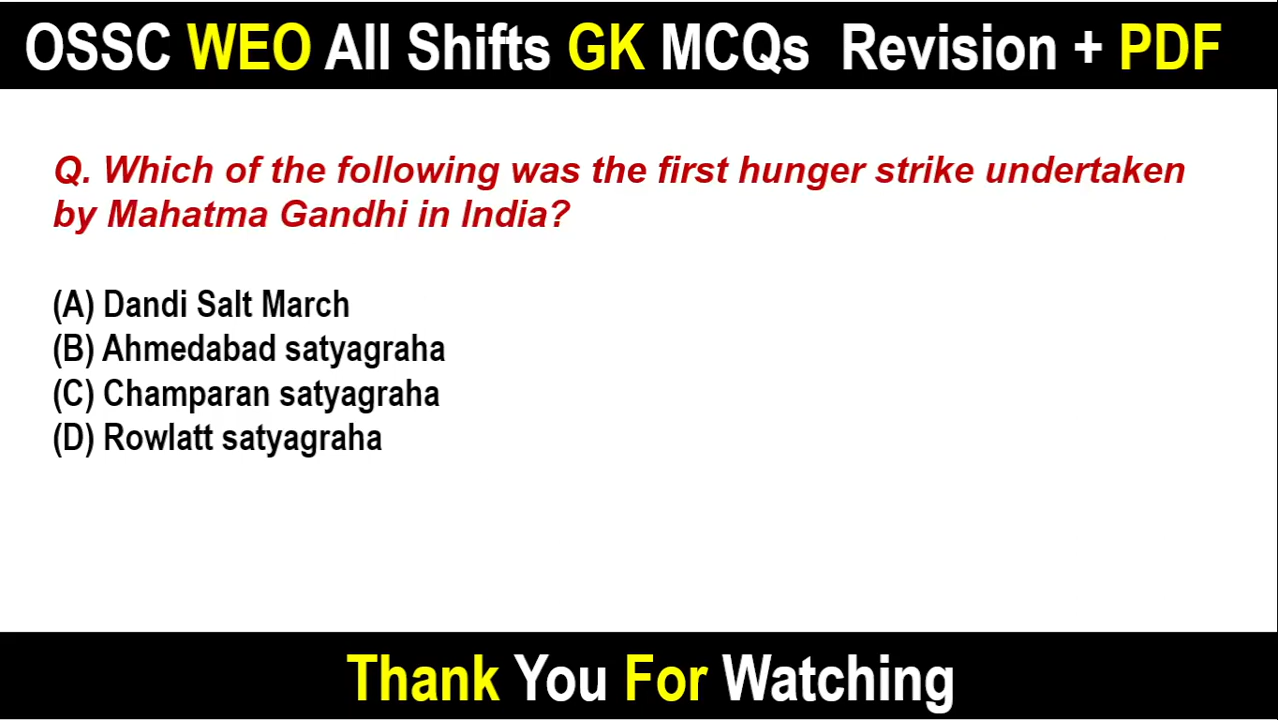 OSSC WEO All Shifts GK MCQs Revision + PDF
Q. Which of the following was the first hunger strike undertaken
by Mahatma Gandhi in India?
(A) Dandi Salt March
(B) Ahmedabad satyagraha
(C) Champaran satyagraha
(D) Rowlatt satyagraha
Thank You For Watching